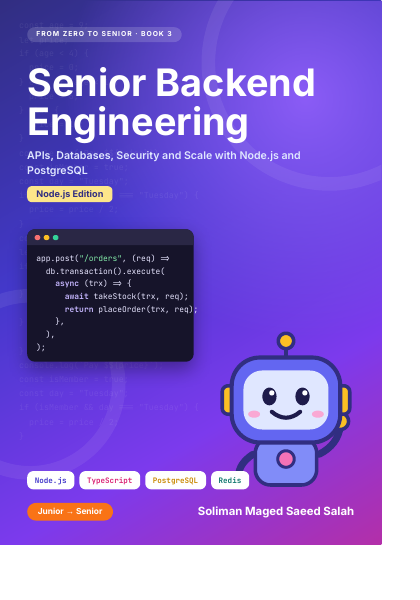 FROM ZERO TO SENIOR · BOOK 3
Senior Backend
Engineering
APIs, Databases, Security and Scale with Node.js and
PostgreSQL
Node.js Edition
app.post("/orders", (req) ⇒
db.transaction().execute(
async (trx) ⇒ {
await takeStock(trx, req);
return placeOrder(trx, req);
},
),
);
Node.js
TypeScript
PostgreSQL
Redis
Junior → Senior
Soliman Maged Saeed Salah